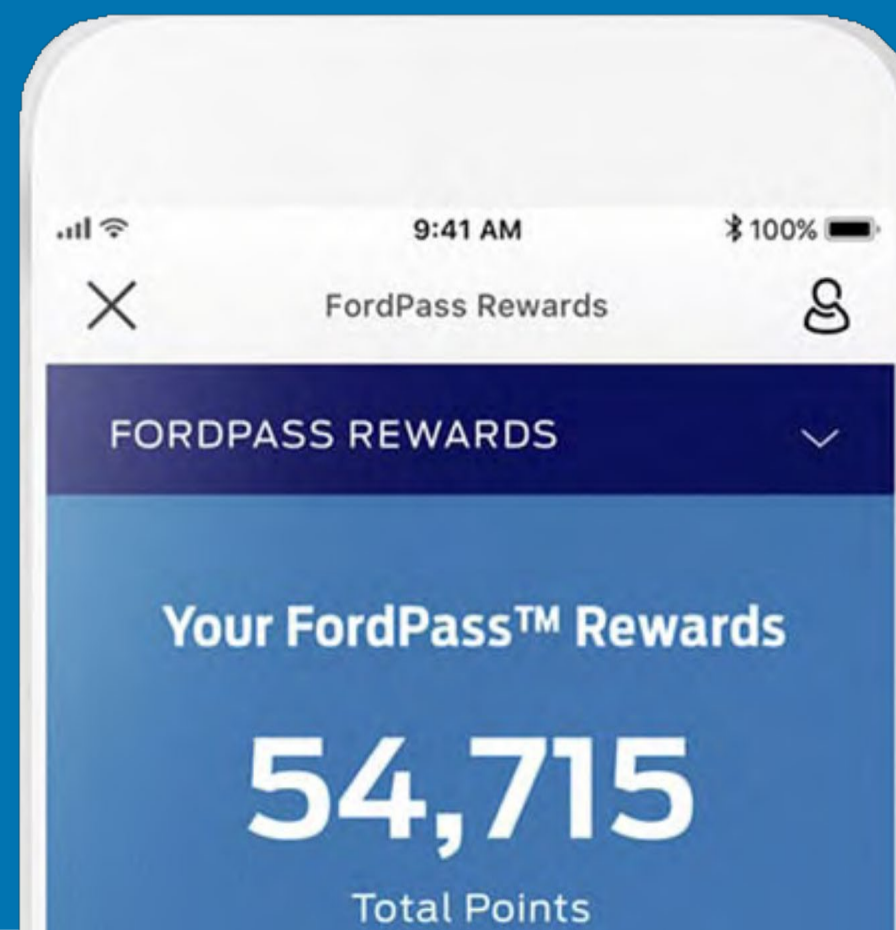 9:41 AM 100%
FordPass Rewards
FORDPASS REWARDS
Your FordPass™ Rewards
54,715
Total Points